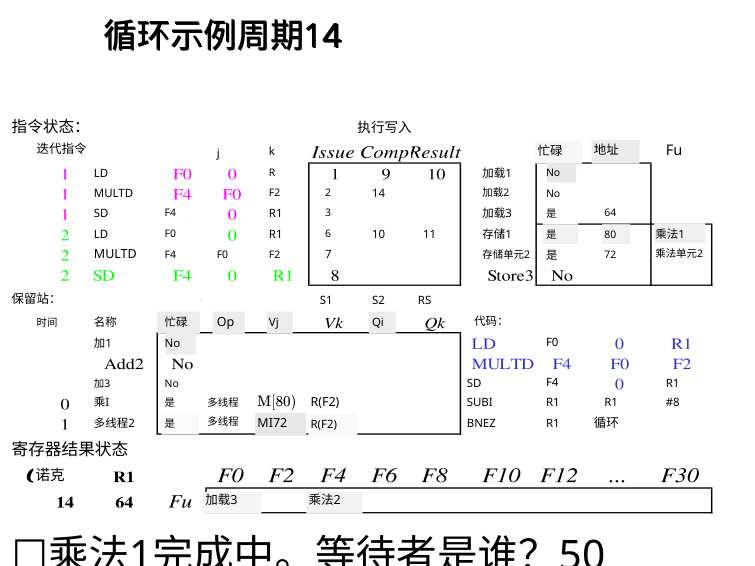 循环示例周期14
指令状态： 执行写入
迭代指令 j k Issue CompResult 忙碌 地址 Fu
1 LD F0 0 R 1 9 10 加载1 No
1 MULTD F4 F0 F2 2 14 加载2 No
1 SD F4 0 R1 3 加载3 是 64
2 LD F0 0 R1 6 10 11 存储1 是 80 乘法1
2 MULTD F4 F0 F2 7 存储单元2 是 72 乘法单元2
2 SD F4 0 R1 8 Store3 No
保留站： S1 S2 RS
时间 名称 忙碌 Op Vj Vk Qi Qk 代码：
加1 No LD F0 0 R1
Add2 No MULTD F4 F0 F2
加3 No SD F4 0 R1
0 乘I 是 多线程 M[80) R(F2) SUBI R1 R1 #8
1 多线程2 是 多线程 MI72 R(F2) BNEZ R1 循环
寄存器结果状态
(诺克 R1 F0 F2 F4 F6 F8 F10 F12 ... F30
14 64 Fu 加载3 乘法2
□乘法1完成中。等待者是谁？50